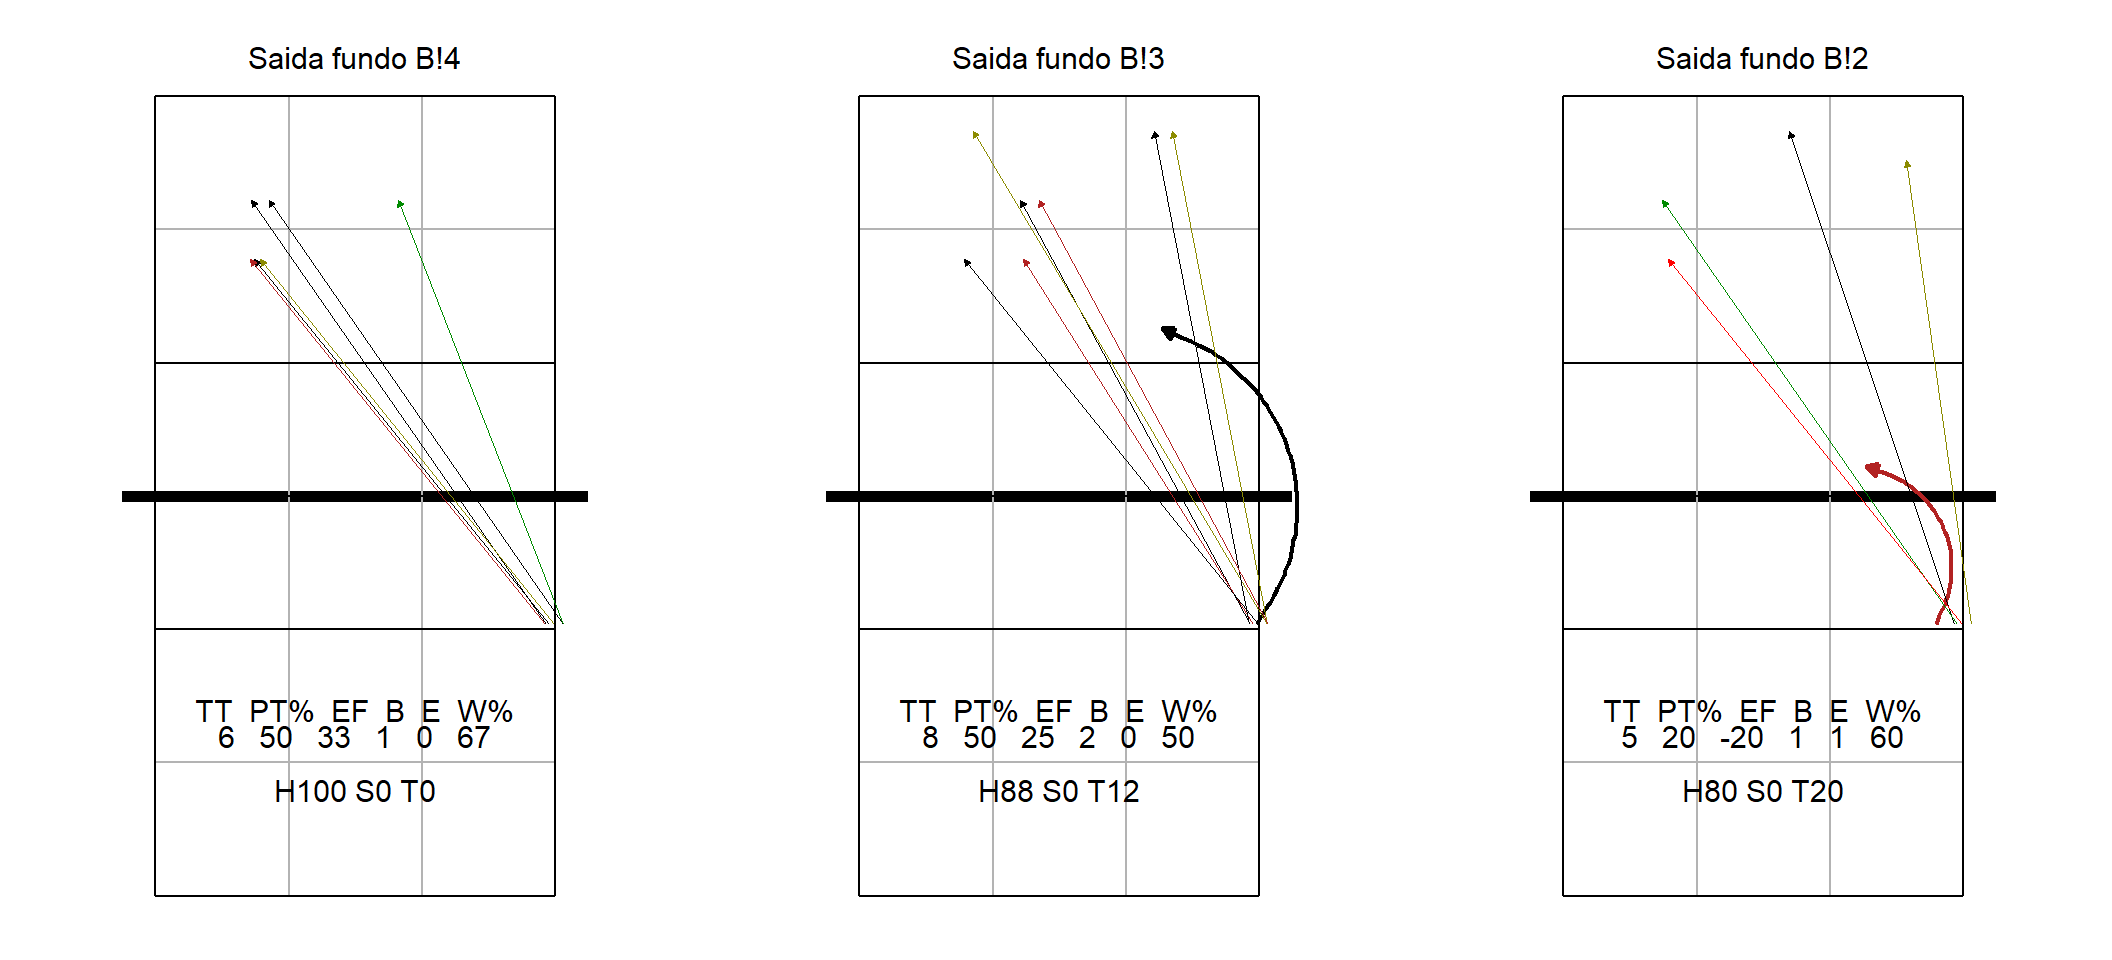 Saida fundo B!4
TT PT% EF B E W%
6 50 33 1 0 67
H100 S0 T0
Saida fundo B!3
TT PT% EF B E W%
8 50 25 2 0 50
H88 S0 T12
Saida fundo B!2
TT PT% EF B E W%
5 20 -20 1 1 60
H80 S0 T20